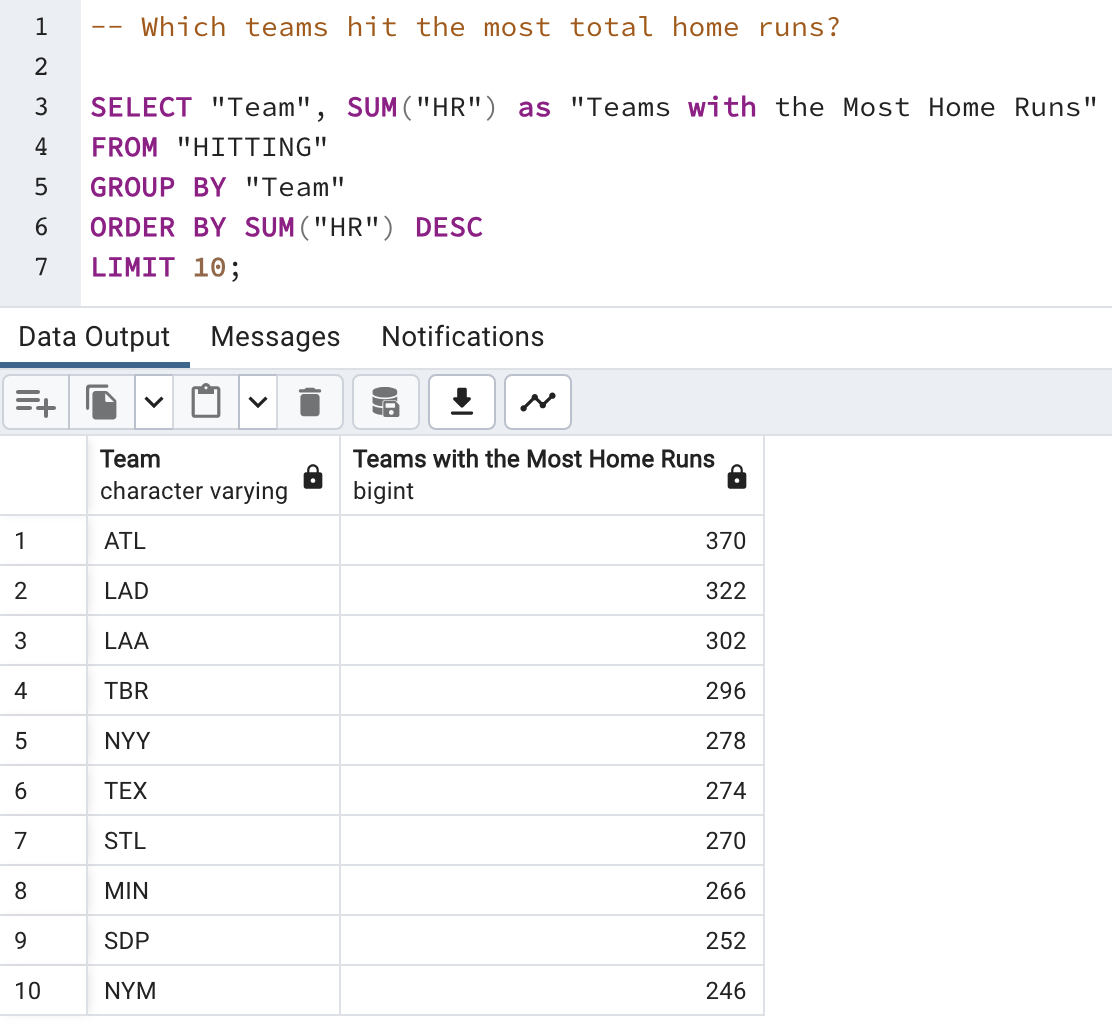 1 -- Which teams hit the most total home runs?
2
3 SELECT "Team", SUM("HR") as "Teams with the Most Home Runs"
4 FROM "HITTING"
5 GROUP BY "Team"
6 ORDER BY SUM("HR") DESC
7 LIMIT 10;
Data Output Messages Notifications
Team Teams with the Most Home Runs
character varying bigint
1 ATL 370
2 LAD 322
3 LAA 302
4 TBR 296
5 NYY 278
6 TEX 274
7 STL 270
8 MIN 266
9 SDP 252
10 NYM 246